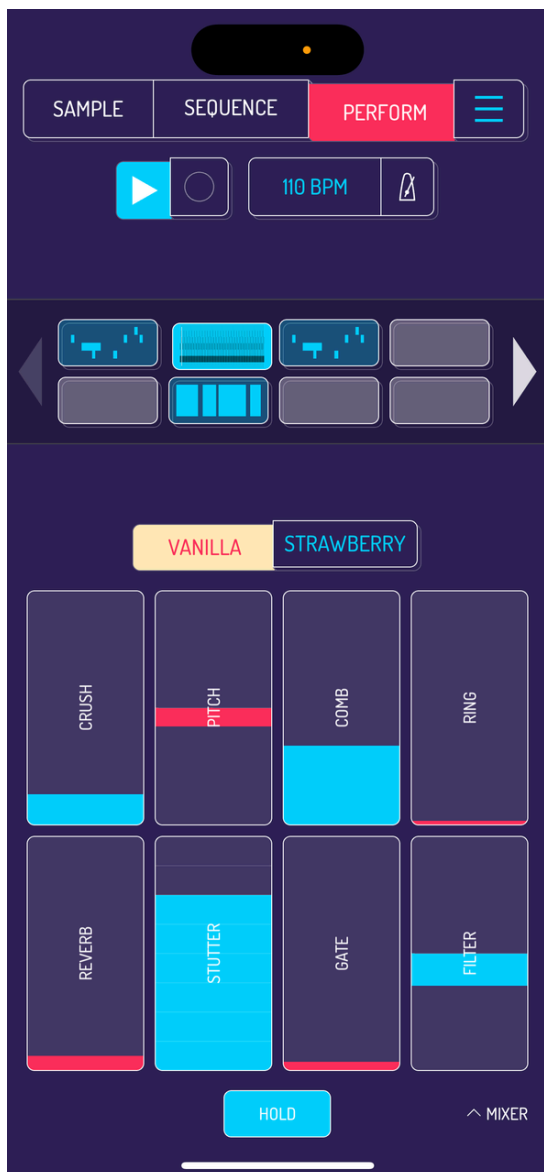 SAMPLE SEQUENCE PERFORM
110 BPM
VANILLA STRAWBERRY
CRUSH PITCH COMB RING
REVERB STUTTER GATE FILTER
HOLD MIXER